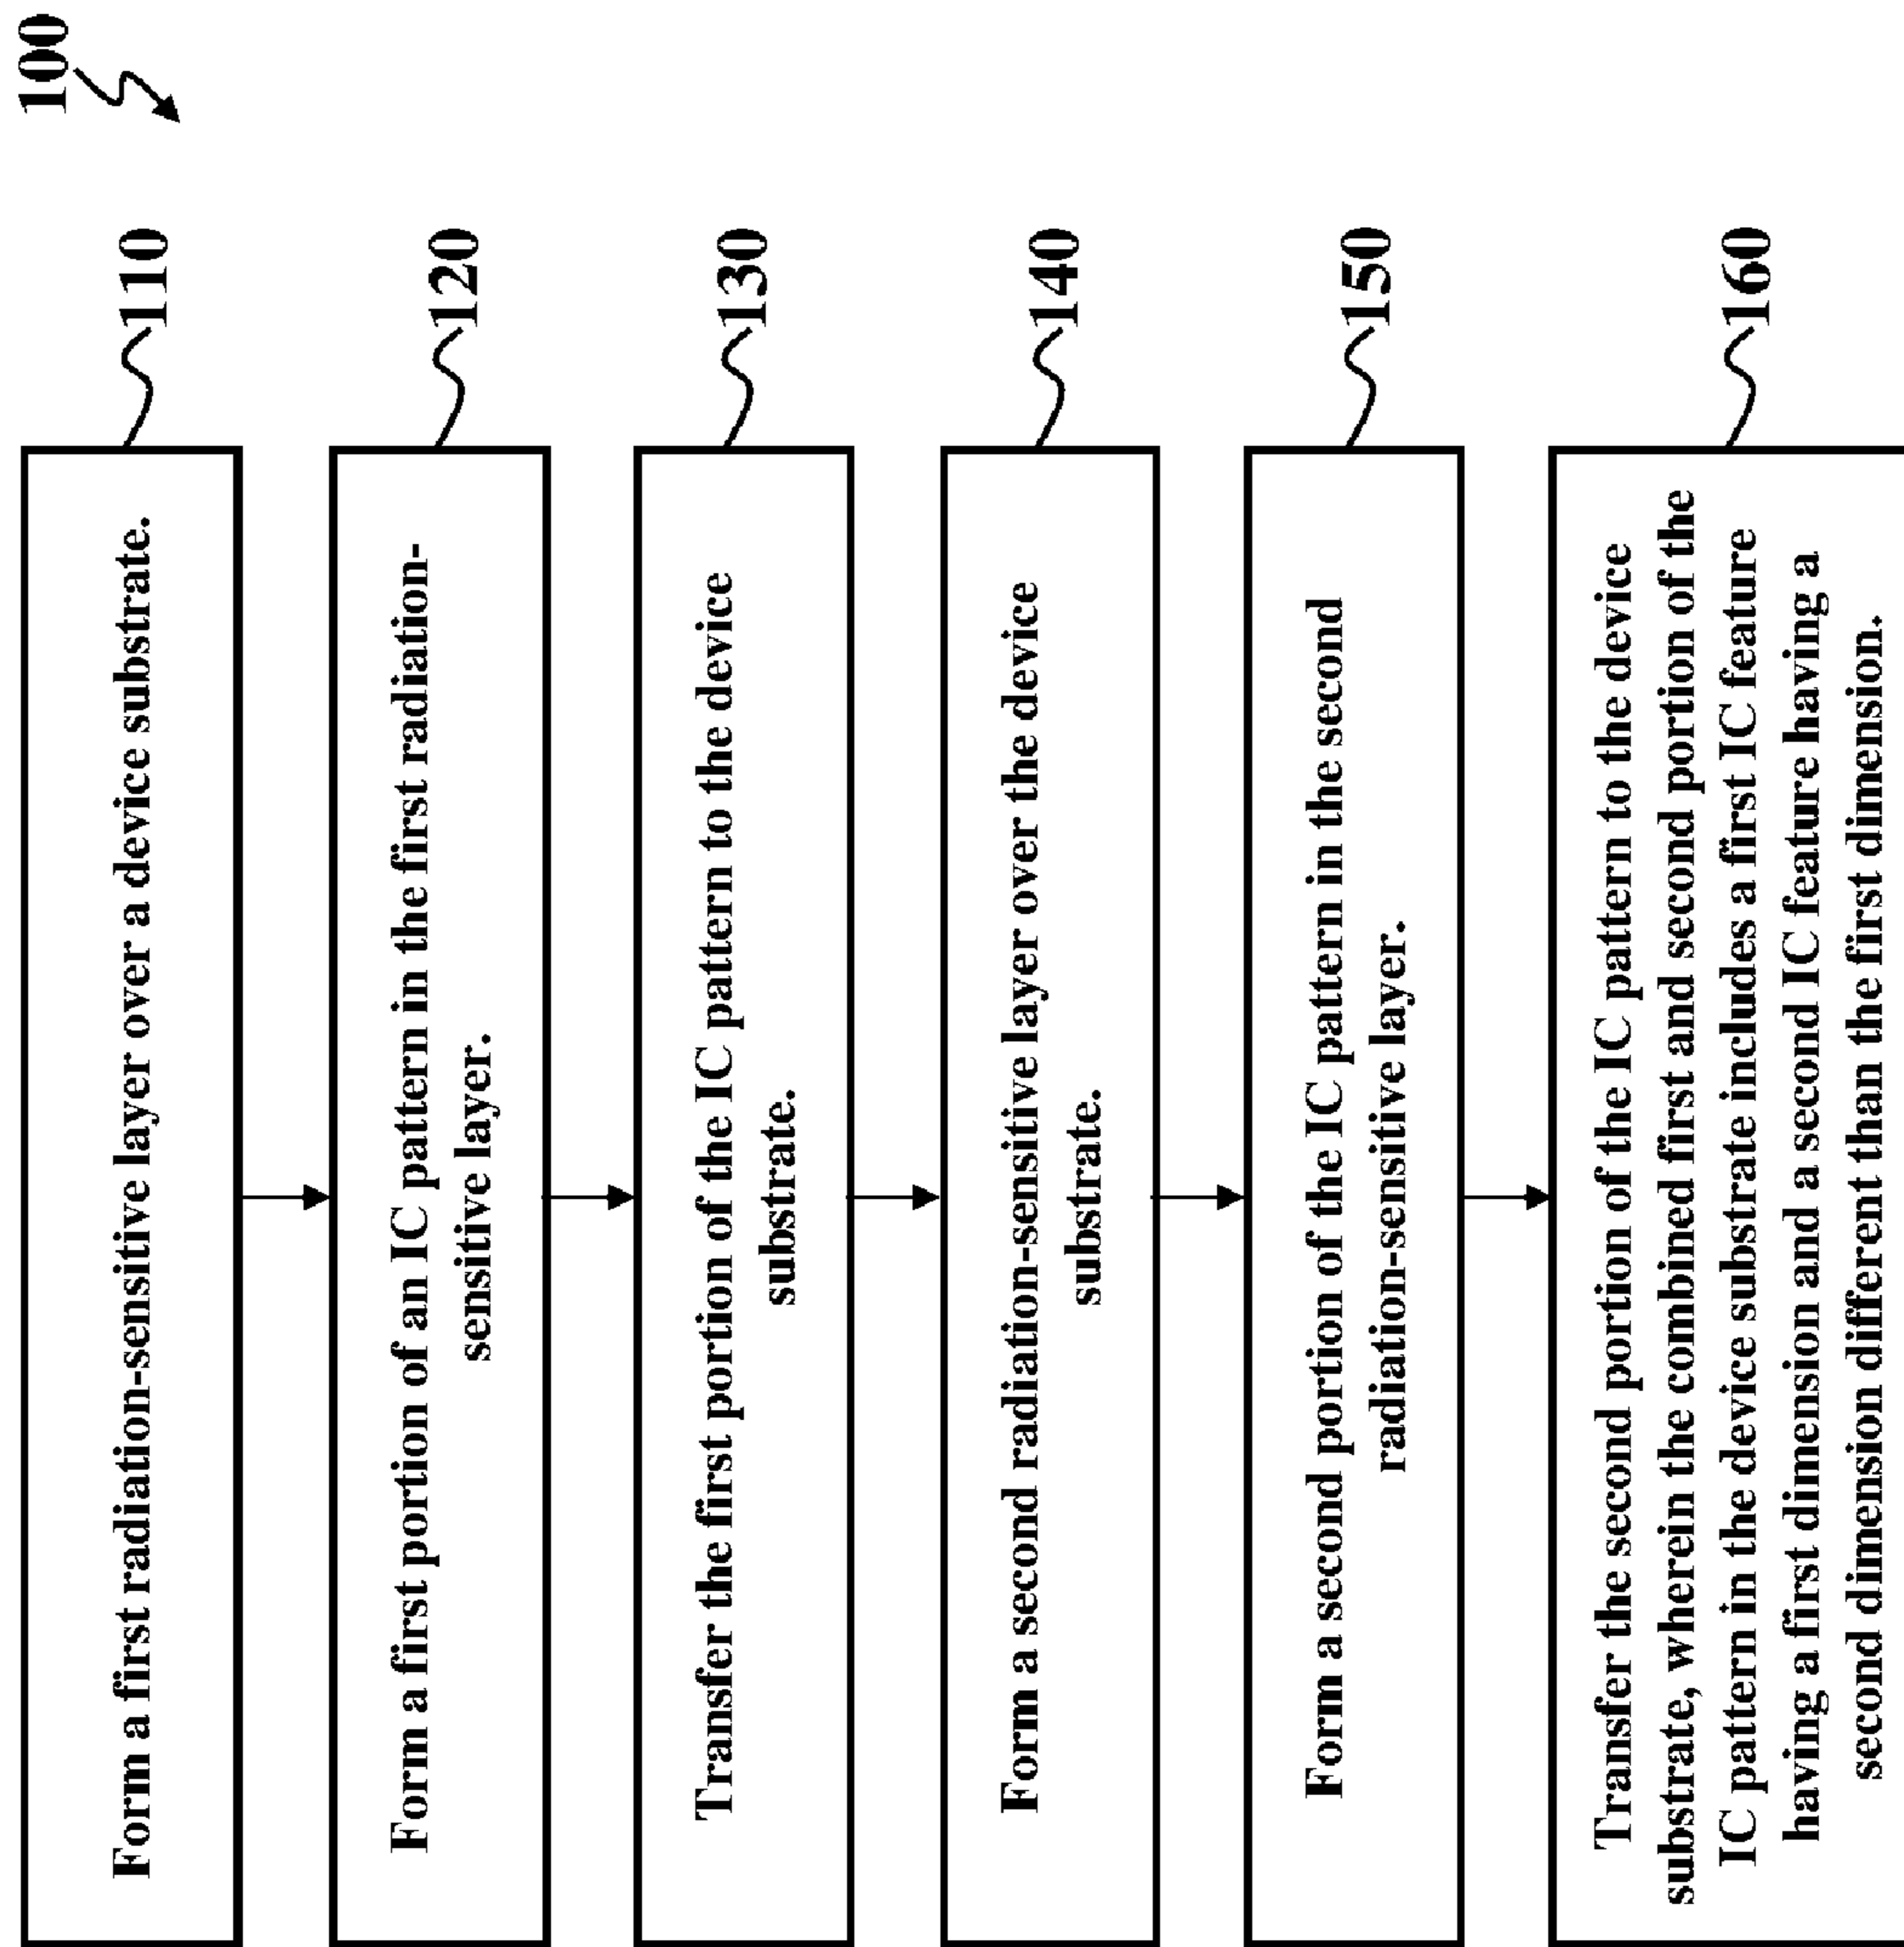 100
Form a first radiation-sensitive layer over a device substrate.
110
Form a first portion of an IC pattern in the first radiation-
sensitive layer.
120
Transfer the first portion of the IC pattern to the device
substrate.
130
Form a second radiation-sensitive layer over the device
substrate.
140
Form a second portion of the IC pattern in the second
radiation-sensitive layer.
150
Transfer the second portion of the IC pattern to the device
substrate, wherein the combined first and second portion of the
IC pattern in the device substrate includes a first IC feature
having a first dimension and a second IC feature having a
second dimension different than the first dimension.
160